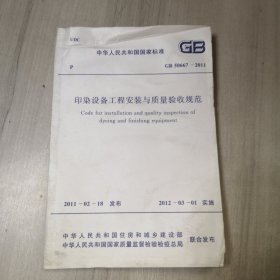 UDC
中华人民共和国国家标准
GB
P
GB 50667-2011
印染设备工程安装与质量验收规范
Code for installation and quality inspection of
dyeing and finishing equipment
2011-02-18 发布
2012-03-01 实施
中华人民共和国住房和城乡建设部
中华人民共和国国家质量监督检验检疫总局
联合发布